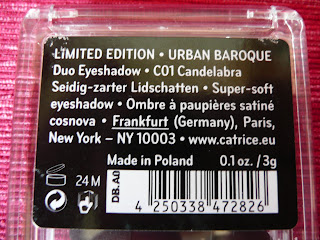 LIMITED EDITION • URBAN BAROQUE
Duo Eyeshadow • C01 Candelabra
Seidig-zarter Lidschatten • Super-soft
eyeshadow • Ombre à paupières satiné
cosnova • Frankfurt (Germany), Paris,
New York – NY 10003 • www.catrice.eu
Made in Poland 0.1 oz. / 3g
24 M
DB.A0
4 250338 472826